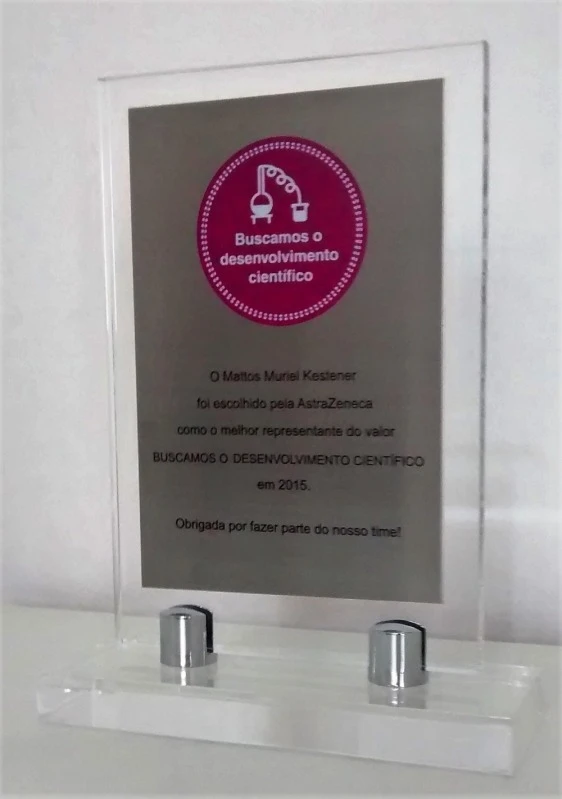 Buscamos o
desenvolvimento
científico
O Mattos Muriel Kestener
foi escolhido pela AstraZeneca
como o melhor representante do valor
BUSCAMOS O DESENVOLVIMENTO CIENTÍFICO
em 2015.
Obrigada por fazer parte do nosso time!